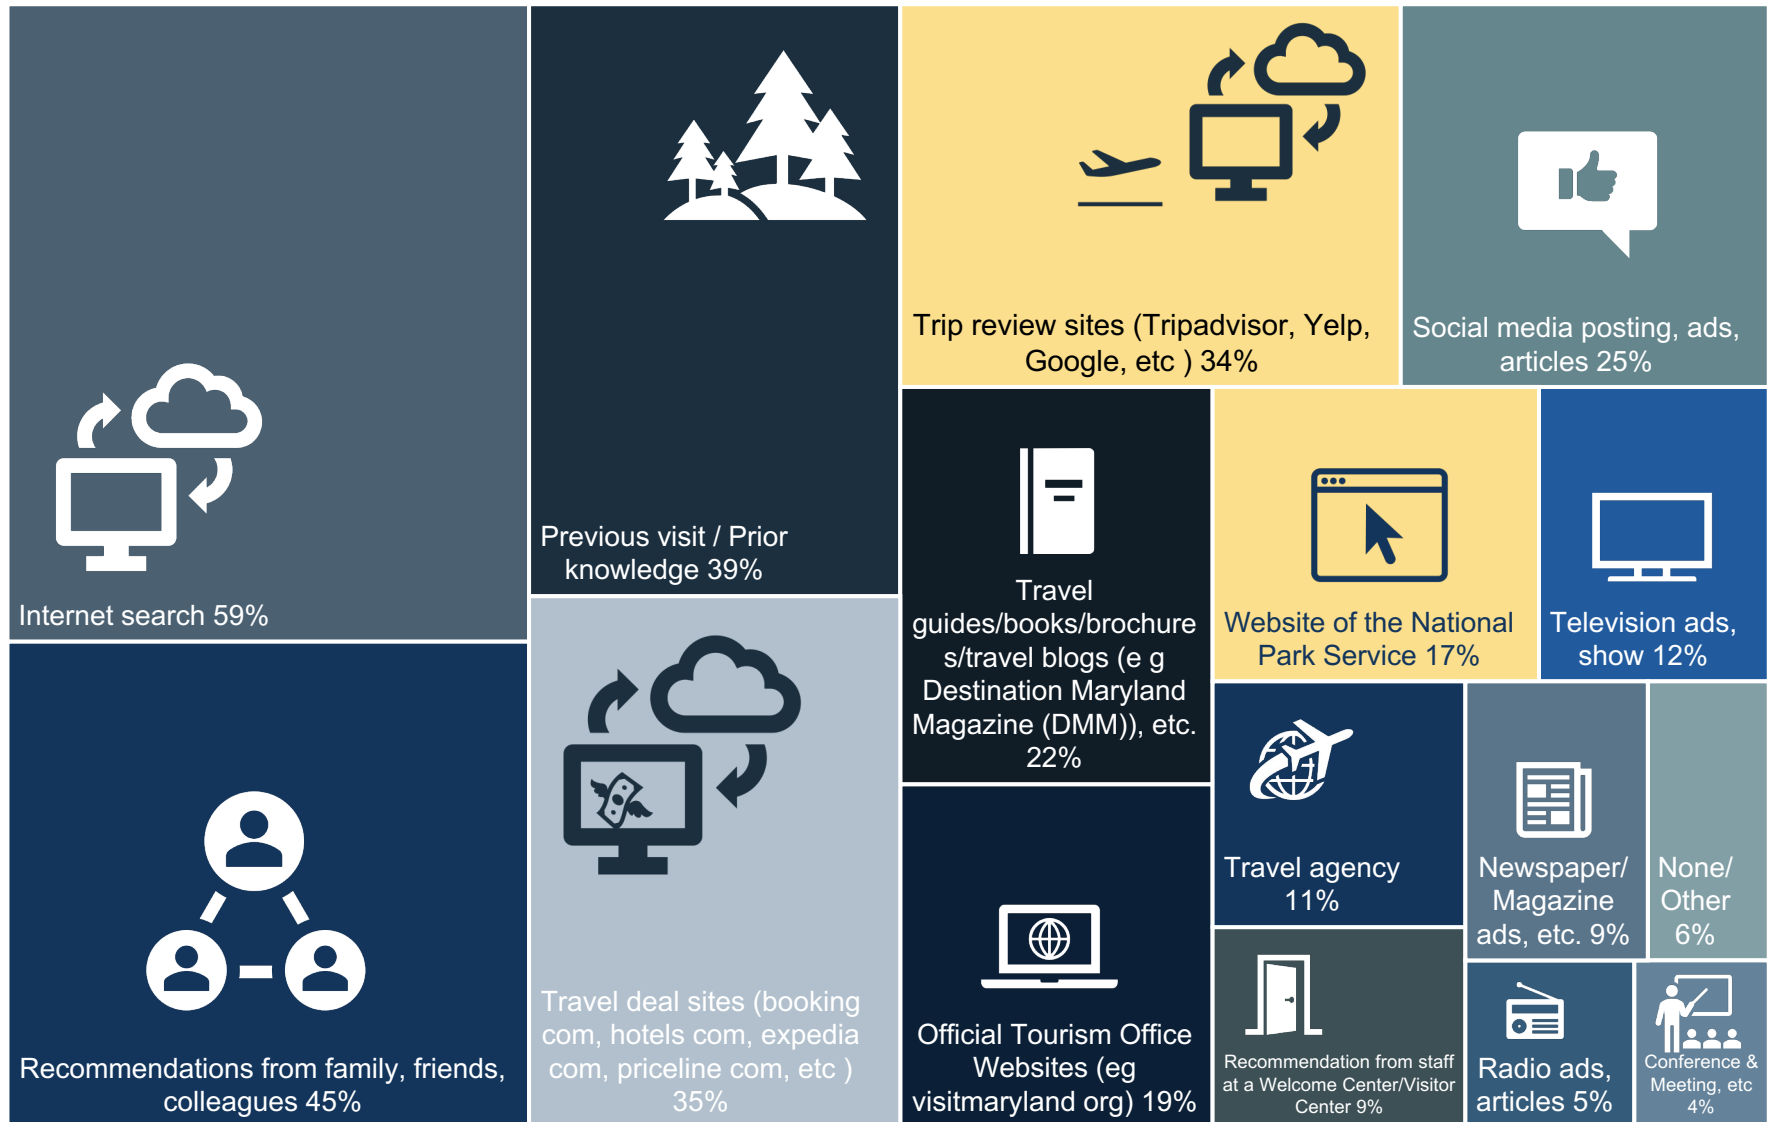 Internet search 59%
Recommendations from family, friends,
colleagues 45%
Previous visit / Prior
knowledge 39%
Travel deal sites (booking
com, hotels com, expedia
com, priceline com, etc )
35%
Trip review sites (Tripadvisor, Yelp,
Google, etc ) 34%
Social media posting, ads,
articles 25%
Travel
guides/books/brochure
s/travel blogs (e g
Destination Maryland
Magazine (DMM)), etc.
22%
Official Tourism Office
Websites (eg
visitmaryland org) 19%
Website of the National
Park Service 17%
Television ads,
show 12%
Travel agency
11%
Recommendation from staff
at a Welcome Center/Visitor
Center 9%
Newspaper/
Magazine
ads, etc. 9%
None/
Other
6%
Radio ads,
articles 5%
Conference &
Meeting, etc
4%